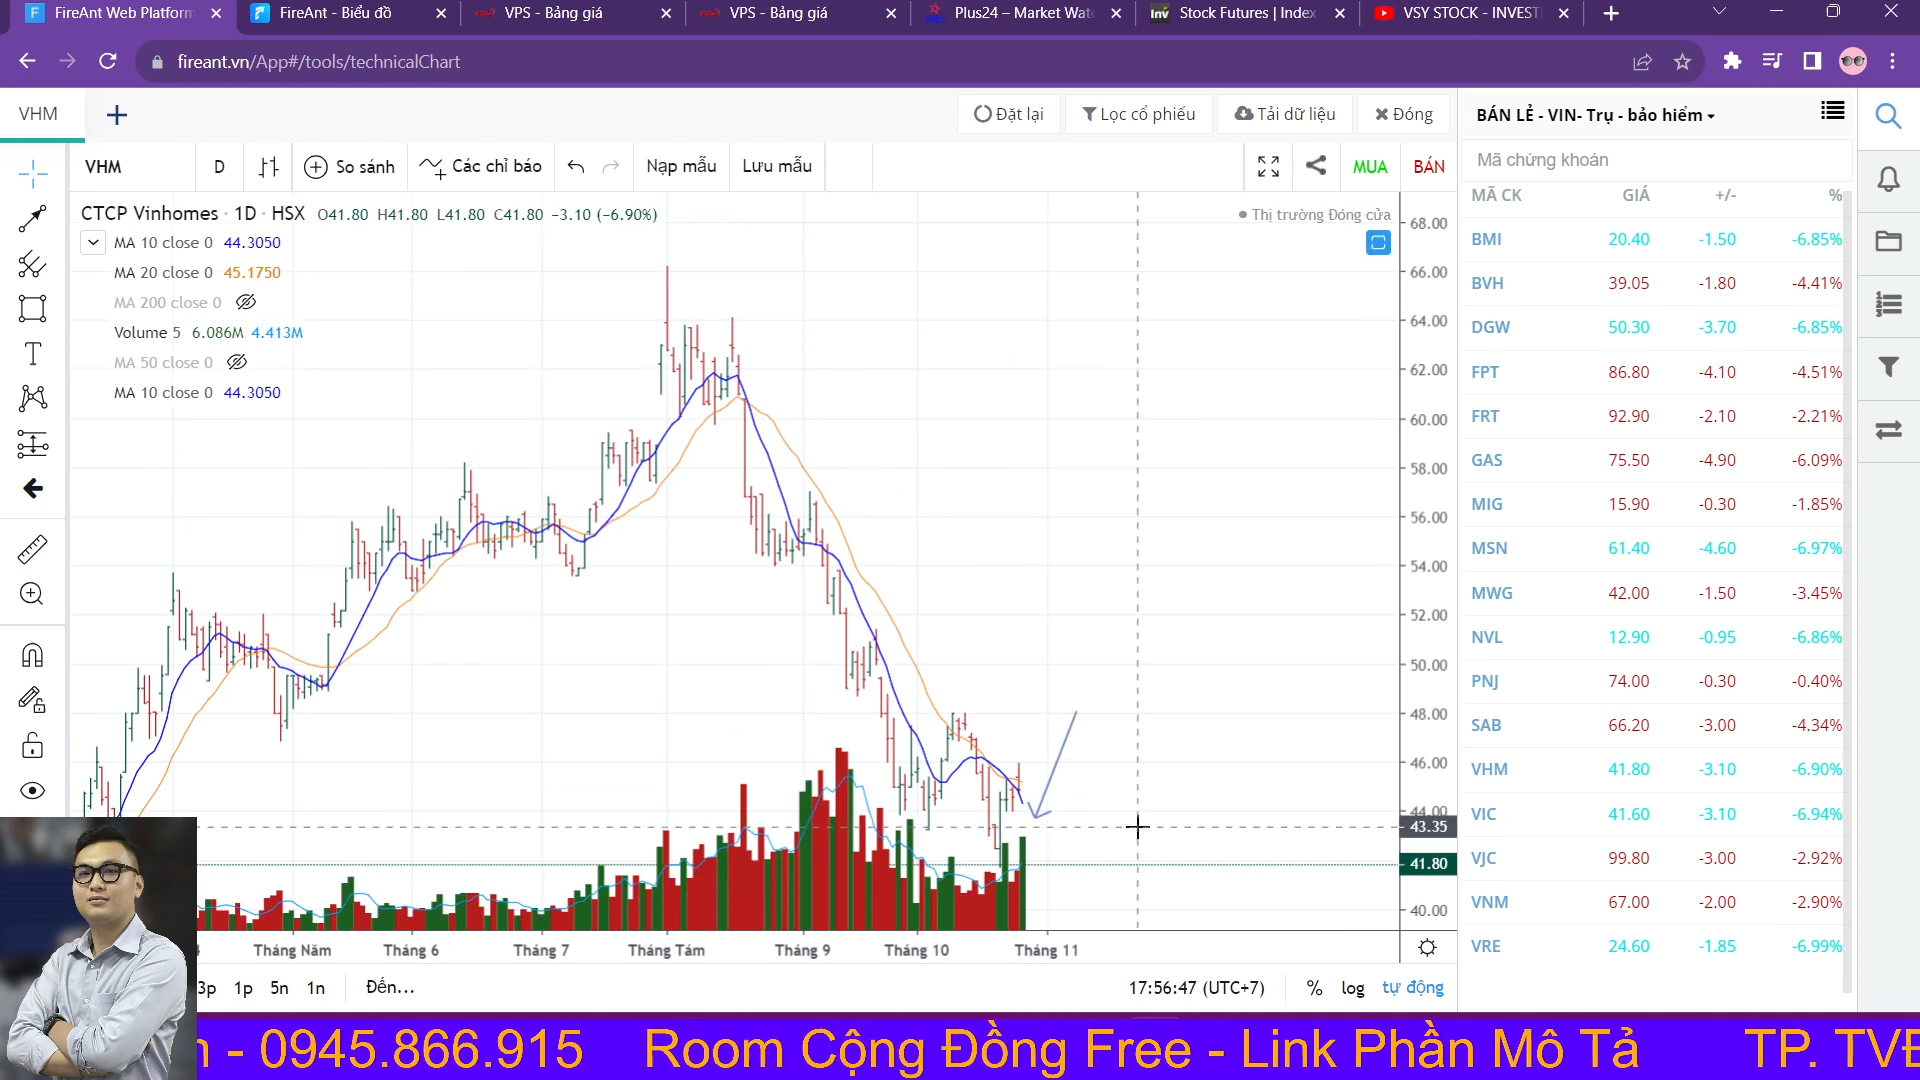 FireAnt Web Platform
FireAnt - Biểu đồ
VPS - Bảng giá
VPS - Bảng giá
Plus24 – Market Wat
Stock Futures | Index
VSY STOCK - INVEST
fireant.vn/App#/tools/technicalChart
VHM
Đặt lại
Lọc cổ phiếu
Tải dữ liệu
Đóng
BÁN LẺ - VIN- Trụ - bảo hiểm
VHM
D
So sánh
Các chỉ báo
Nạp mẫu
Lưu mẫu
MUA
BÁN
Mã chứng khoán
MÃ CK GIÁ +/- %
CTCP Vinhomes · 1D · HSX O41.80 H41.80 L41.80 C41.80 −3.10 (−6.90%)
Thị trường Đóng cửa
MA 10 close 0 44.3050
MA 20 close 0 45.1750
MA 200 close 0
Volume 5 6.086M 4.413M
MA 50 close 0
MA 10 close 0 44.3050
68.00
66.00
64.00
62.00
60.00
58.00
56.00
54.00
52.00
50.00
48.00
46.00
44.00
43.35
41.80
40.00
BMI 20.40 -1.50 -6.85%
BVH 39.05 -1.80 -4.41%
DGW 50.30 -3.70 -6.85%
FPT 86.80 -4.10 -4.51%
FRT 92.90 -2.10 -2.21%
GAS 75.50 -4.90 -6.09%
MIG 15.90 -0.30 -1.85%
MSN 61.40 -4.60 -6.97%
MWG 42.00 -1.50 -3.45%
NVL 12.90 -0.95 -6.86%
PNJ 74.00 -0.30 -0.40%
SAB 66.20 -3.00 -4.34%
VHM 41.80 -3.10 -6.90%
VIC 41.60 -3.10 -6.94%
VJC 99.80 -3.00 -2.92%
VNM 67.00 -2.00 -2.90%
VRE 24.60 -1.85 -6.99%
Tháng Năm Tháng 6 Tháng 7 Tháng Tám Tháng 9 Tháng 10 Tháng 11
3p 1p 5n 1n Đến...
17:56:47 (UTC+7) % log tự động
n - 0945.866.915 Room Cộng Đồng Free - Link Phần Mô Tả TP. TVĐ